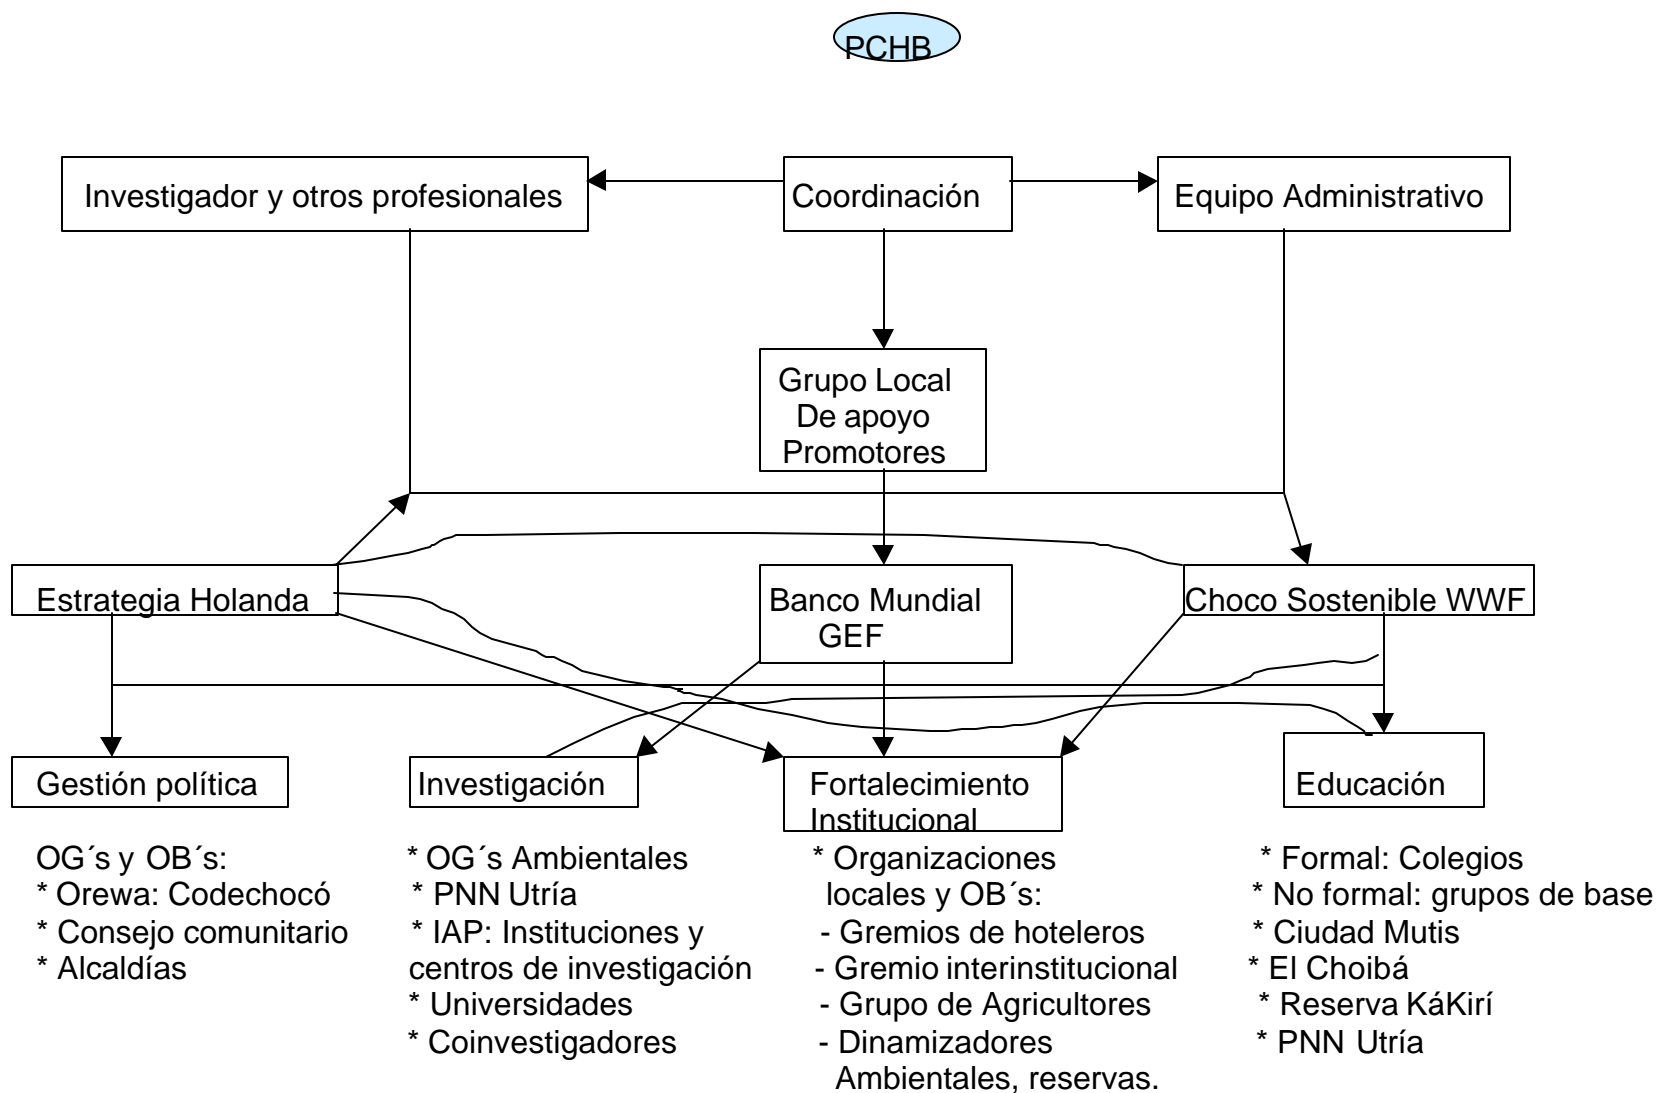 PCHB
Investigador y otros profesionales
Coordinación
Equipo Administrativo
Grupo Local
De apoyo
Promotores
Estrategia Holanda
Banco Mundial
GEF
Choco Sostenible WWF
Gestión política
Investigación
Fortalecimiento
Institucional
Educación
OG´s y OB´s:
* Orewa: Codechocó
* Consejo comunitario
* Alcaldías
* OG´s Ambientales
* PNN Utría
* IAP: Instituciones y
centros de investigación
* Universidades
* Coinvestigadores
* Organizaciones
locales y OB´s:
- Gremios de hoteleros
- Gremio interinstitucional
- Grupo de Agricultores
- Dinamizadores
Ambientales, reservas.
* Formal: Colegios
* No formal: grupos de base
* Ciudad Mutis
* El Choibá
* Reserva KáKirí
* PNN Utría